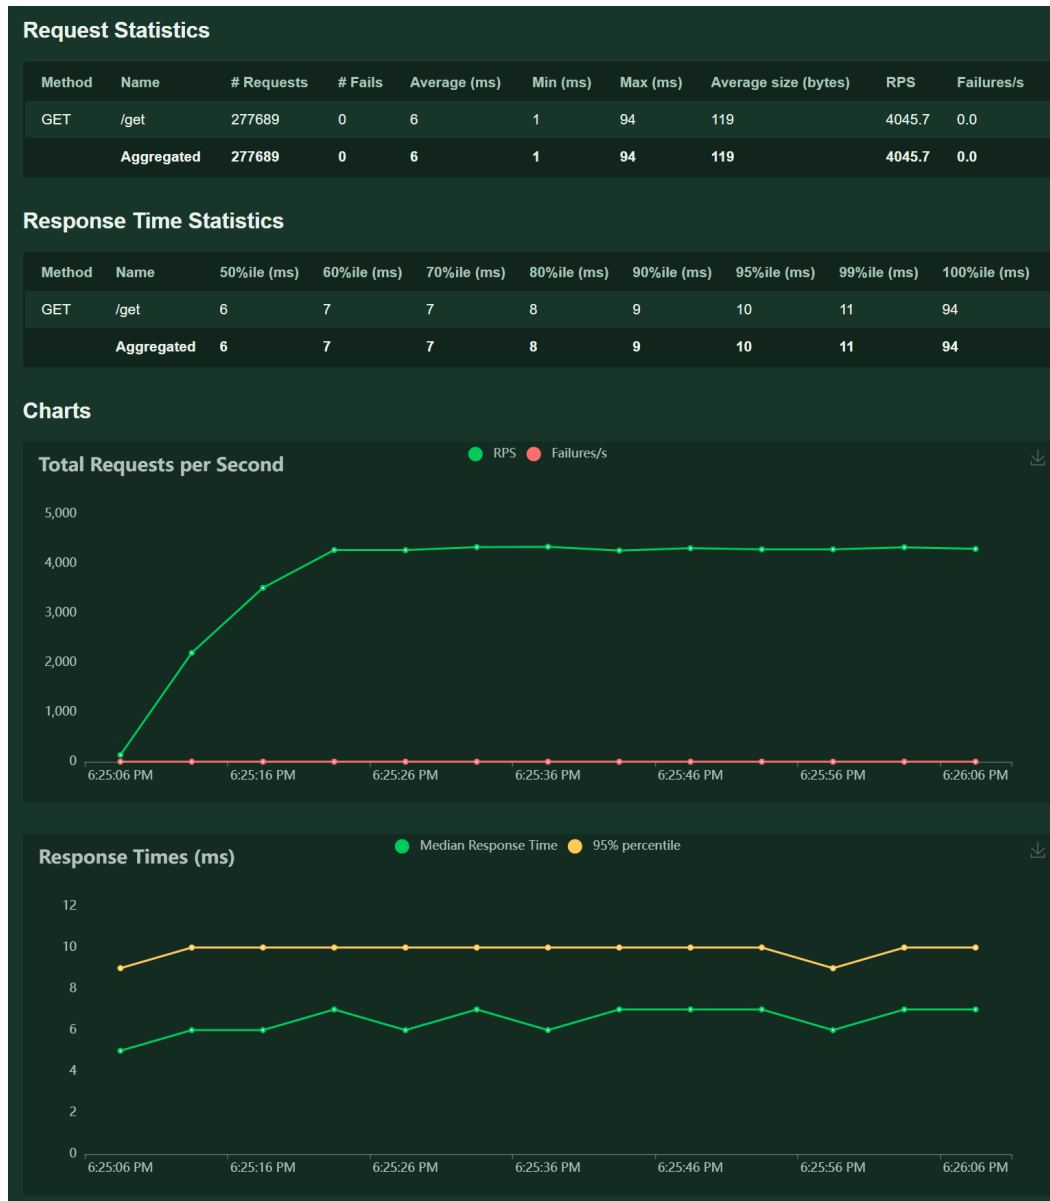 Request Statistics
Method Name # Requests # Fails Average (ms) Min (ms) Max (ms) Average size (bytes) RPS Failures/s
GET /get 277689 0 6 1 94 119 4045.7 0.0
Aggregated 277689 0 6 1 94 119 4045.7 0.0
Response Time Statistics
Method Name 50%ile (ms) 60%ile (ms) 70%ile (ms) 80%ile (ms) 90%ile (ms) 95%ile (ms) 99%ile (ms) 100%ile (ms)
GET /get 6 7 7 8 9 10 11 94
Aggregated 6 7 7 8 9 10 11 94
Charts
Total Requests per Second
RPS Failures/s
5,000
4,000
3,000
2,000
1,000
0
6:25:06 PM 6:25:16 PM 6:25:26 PM 6:25:36 PM 6:25:46 PM 6:25:56 PM 6:26:06 PM
Response Times (ms)
Median Response Time 95% percentile
12
10
8
6
4
2
0
6:25:06 PM 6:25:16 PM 6:25:26 PM 6:25:36 PM 6:25:46 PM 6:25:56 PM 6:26:06 PM